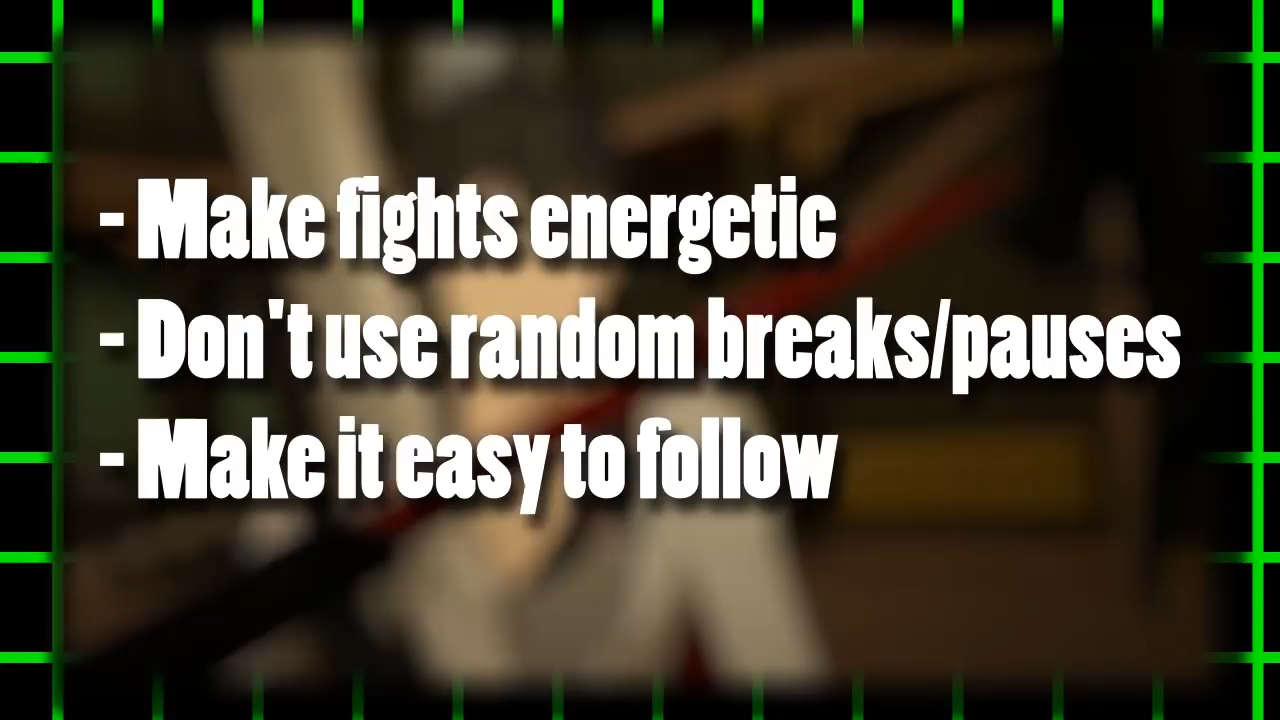 - Make fights energetic
- Don't use random breaks/pauses
- Make it easy to follow